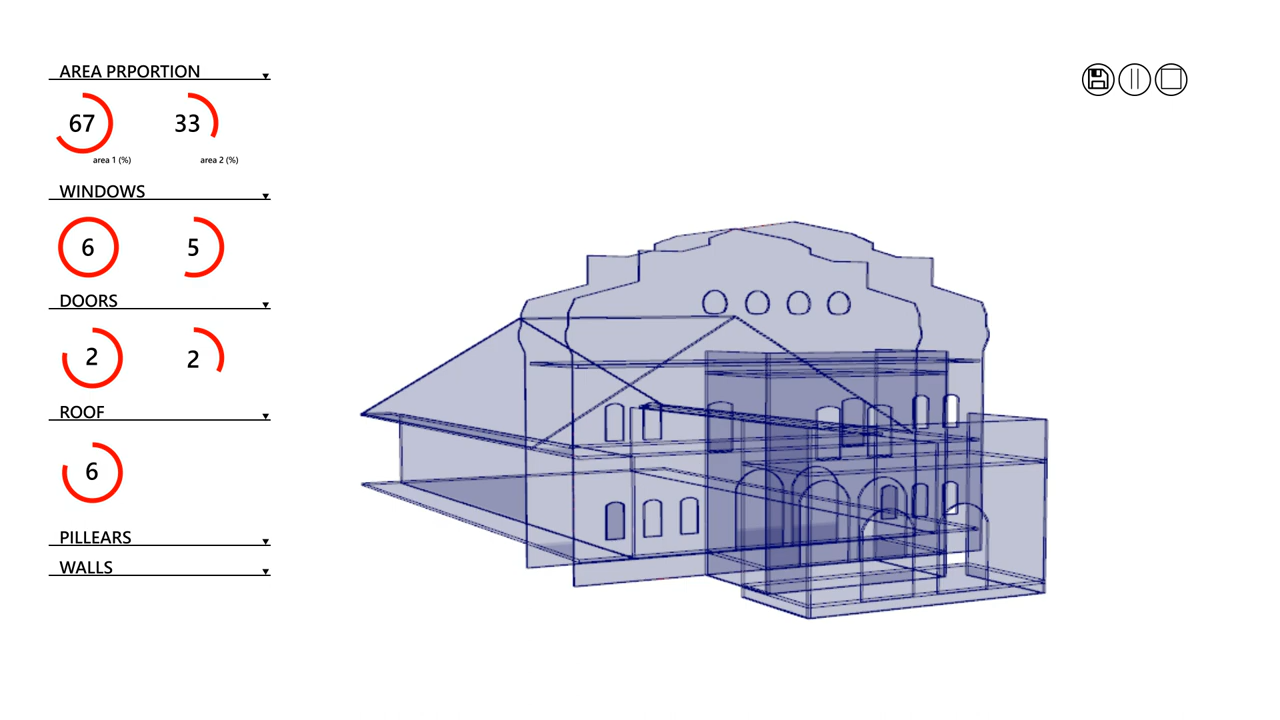 AREA PRPORTION ▼
67 33
area 1 (%) area 2 (%)
WINDOWS ▼
6 5
DOORS ▼
2 2
ROOF ▼
6
PILLEARS ▼
WALLS ▼